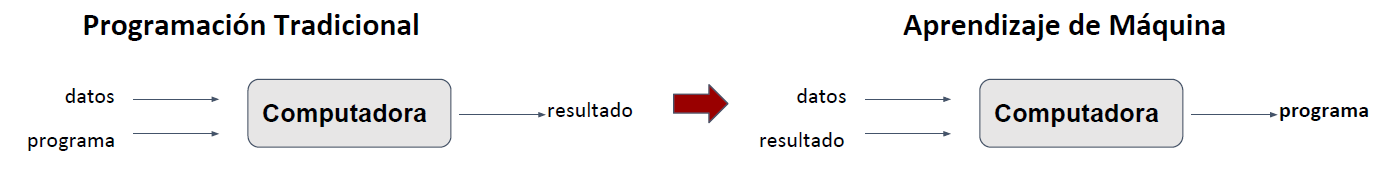 Programación Tradicional
datos
programa
Computadora
resultado
Aprendizaje de Máquina
datos
resultado
Computadora
programa